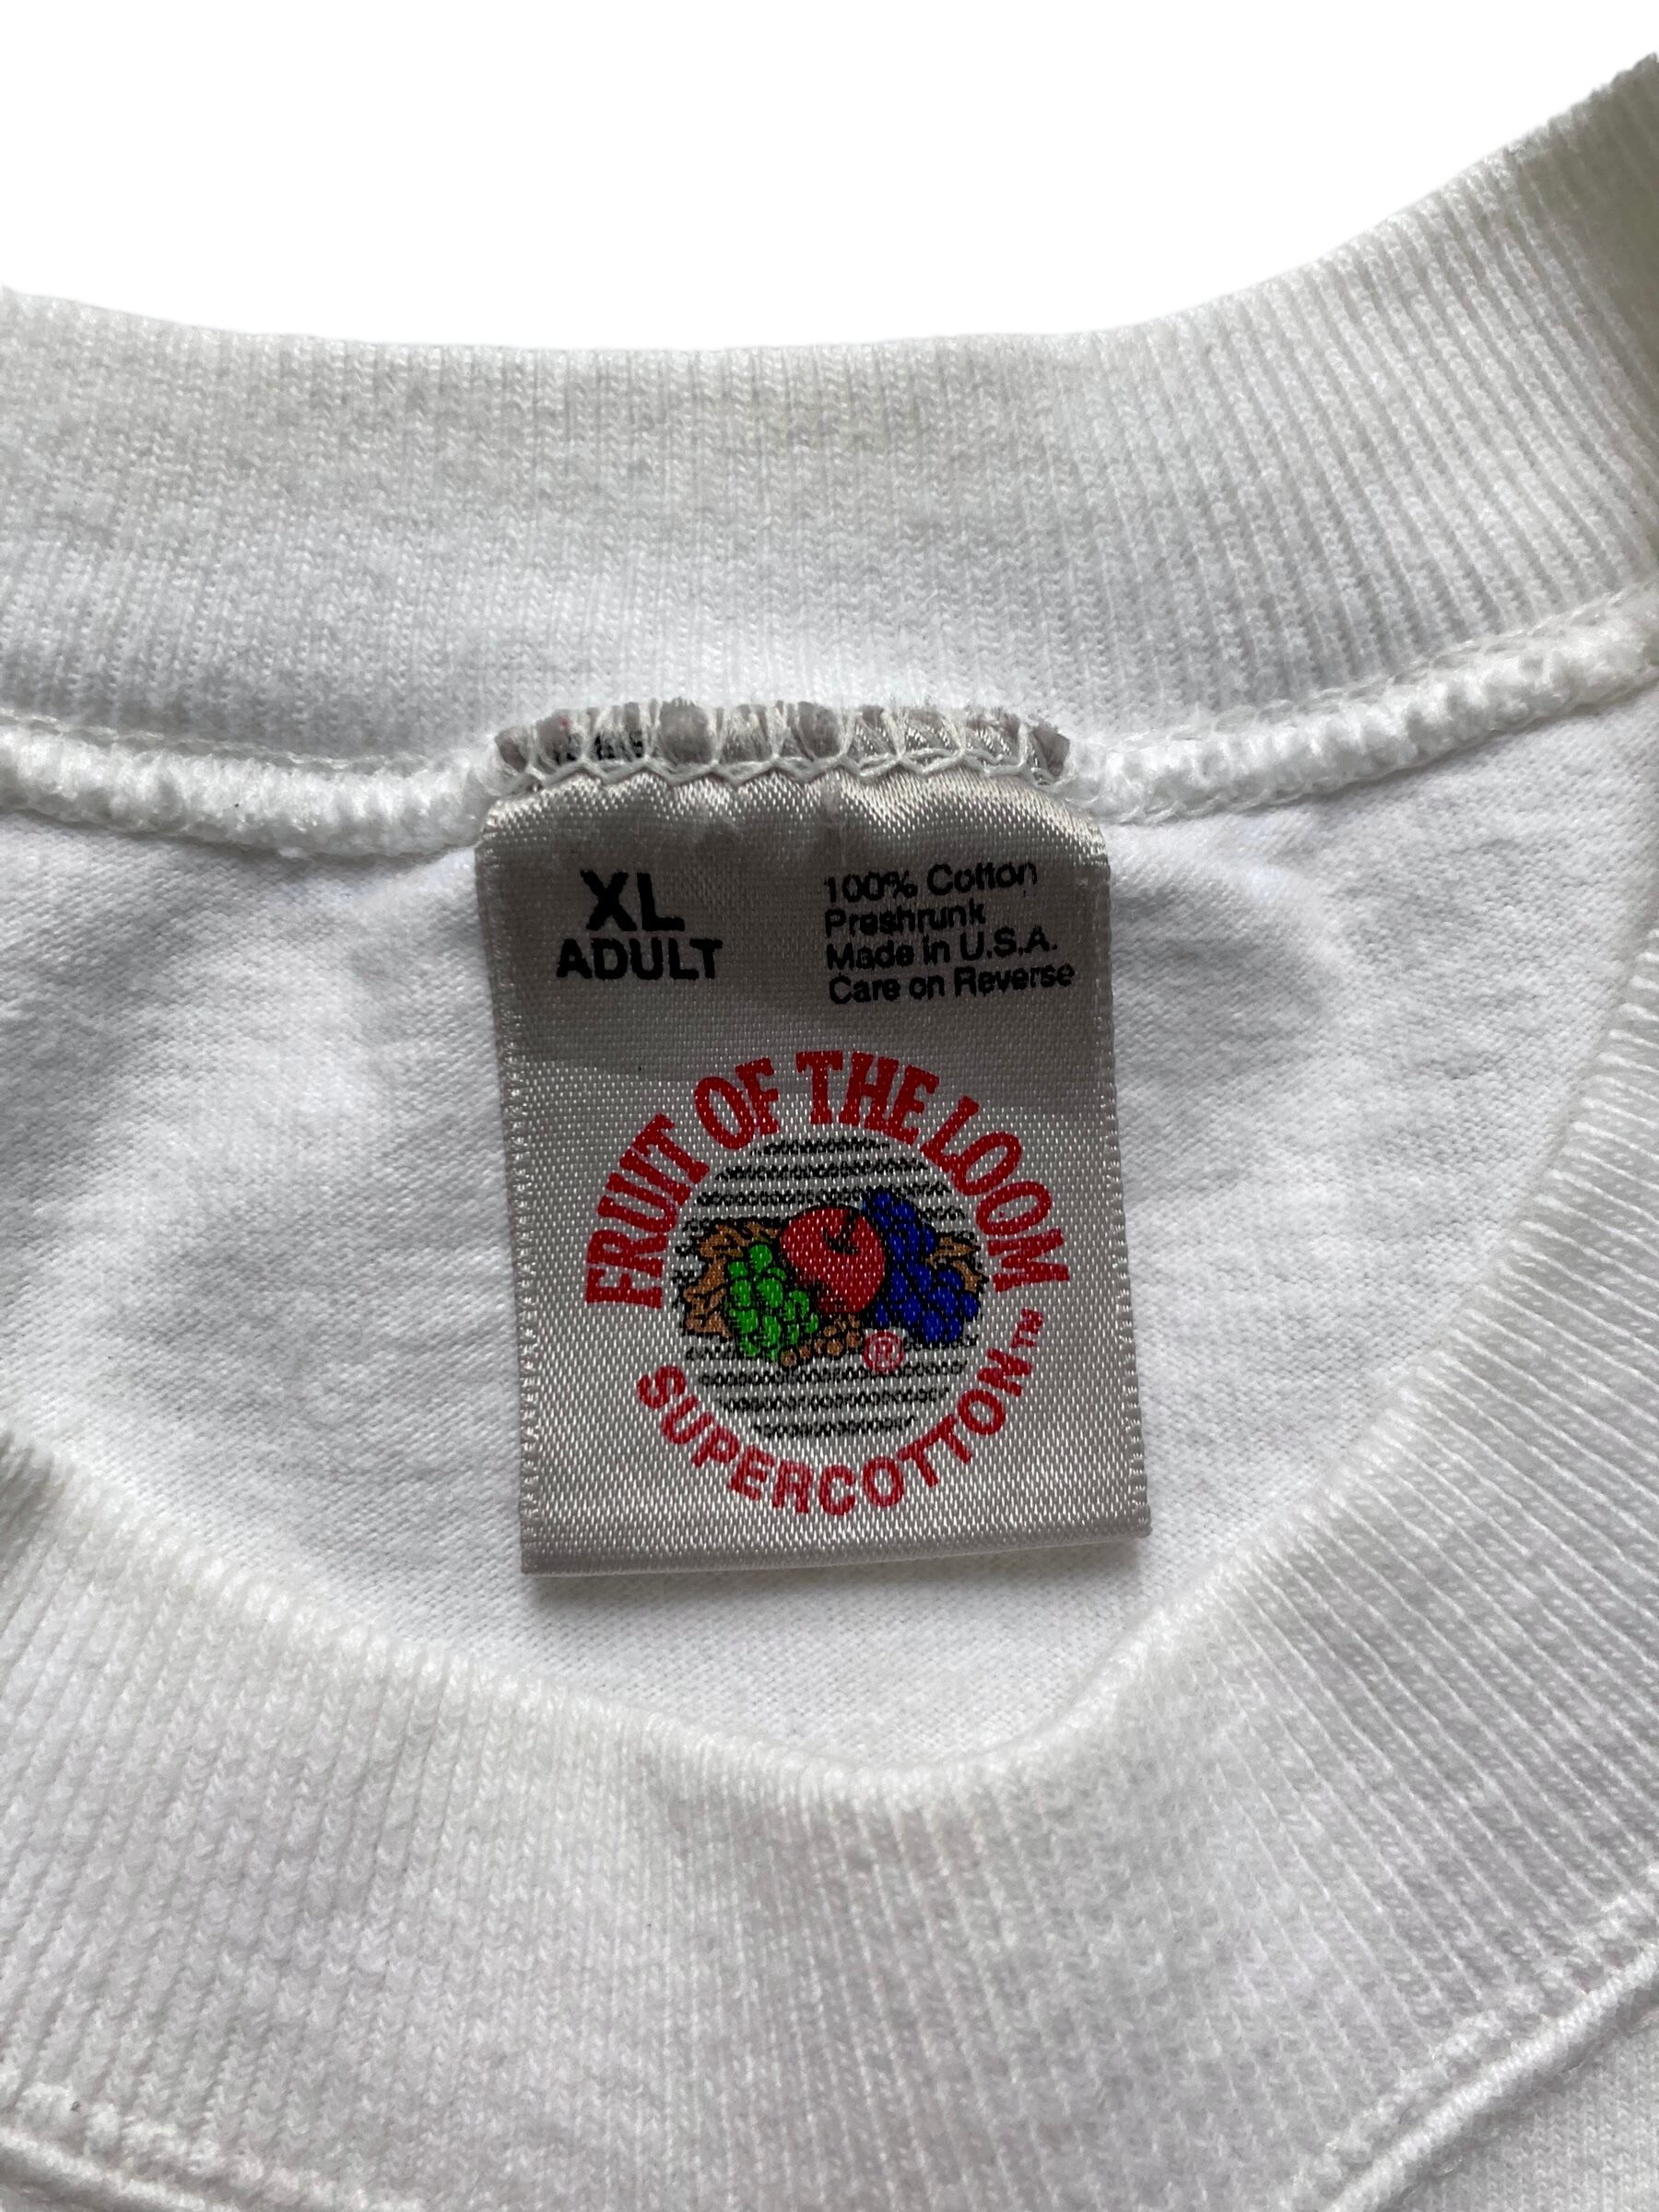 XL
ADULT
100% Cotton
Preshrunk
Made in U.S.A.
Care on Reverse
FRUIT OF THE LOOM
®
SUPERCOTTON™